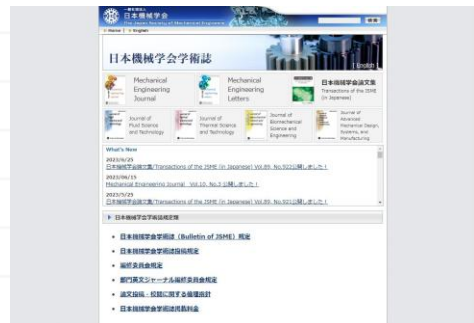 一般社団法人
日本機械学会
The Japan Society of Mechanical Engineers
検索
Home | English
日本機械学会学術誌
[ English ]
Mechanical
Engineering
Journal
Mechanical
Engineering
Letters
日本機械学会論文集
Transactions of the JSME
(in Japanese)
Journal of
Fluid Science
and Technology
Journal of
Thermal Science
and Technology
Journal of
Biomechanical
Science and
Engineering
Journal of
Advanced
Mechanical Design,
Systems, and
Manufacturing
What's New
2023/6/25
日本機械学会論文集/Transactions of the JSME (in Japanese) Vol.89, No.922公開しました!
2023/06/15
Mechanical Engineering Journal Vol.10, No.3 公開しました!
2023/5/25
日本機械学会論文集/Transactions of the JSME (in Japanese) Vol.89, No.921公開しました!
日本機械学会学術誌規定類
日本機械学会学術誌(Bulletin of JSME)規定
日本機械学会学術誌投稿規定
編修委員会規定
部門英文ジャーナル編修委員会規定
論文投稿・校閲に関する倫理指針
日本機械学会学術誌掲載料金